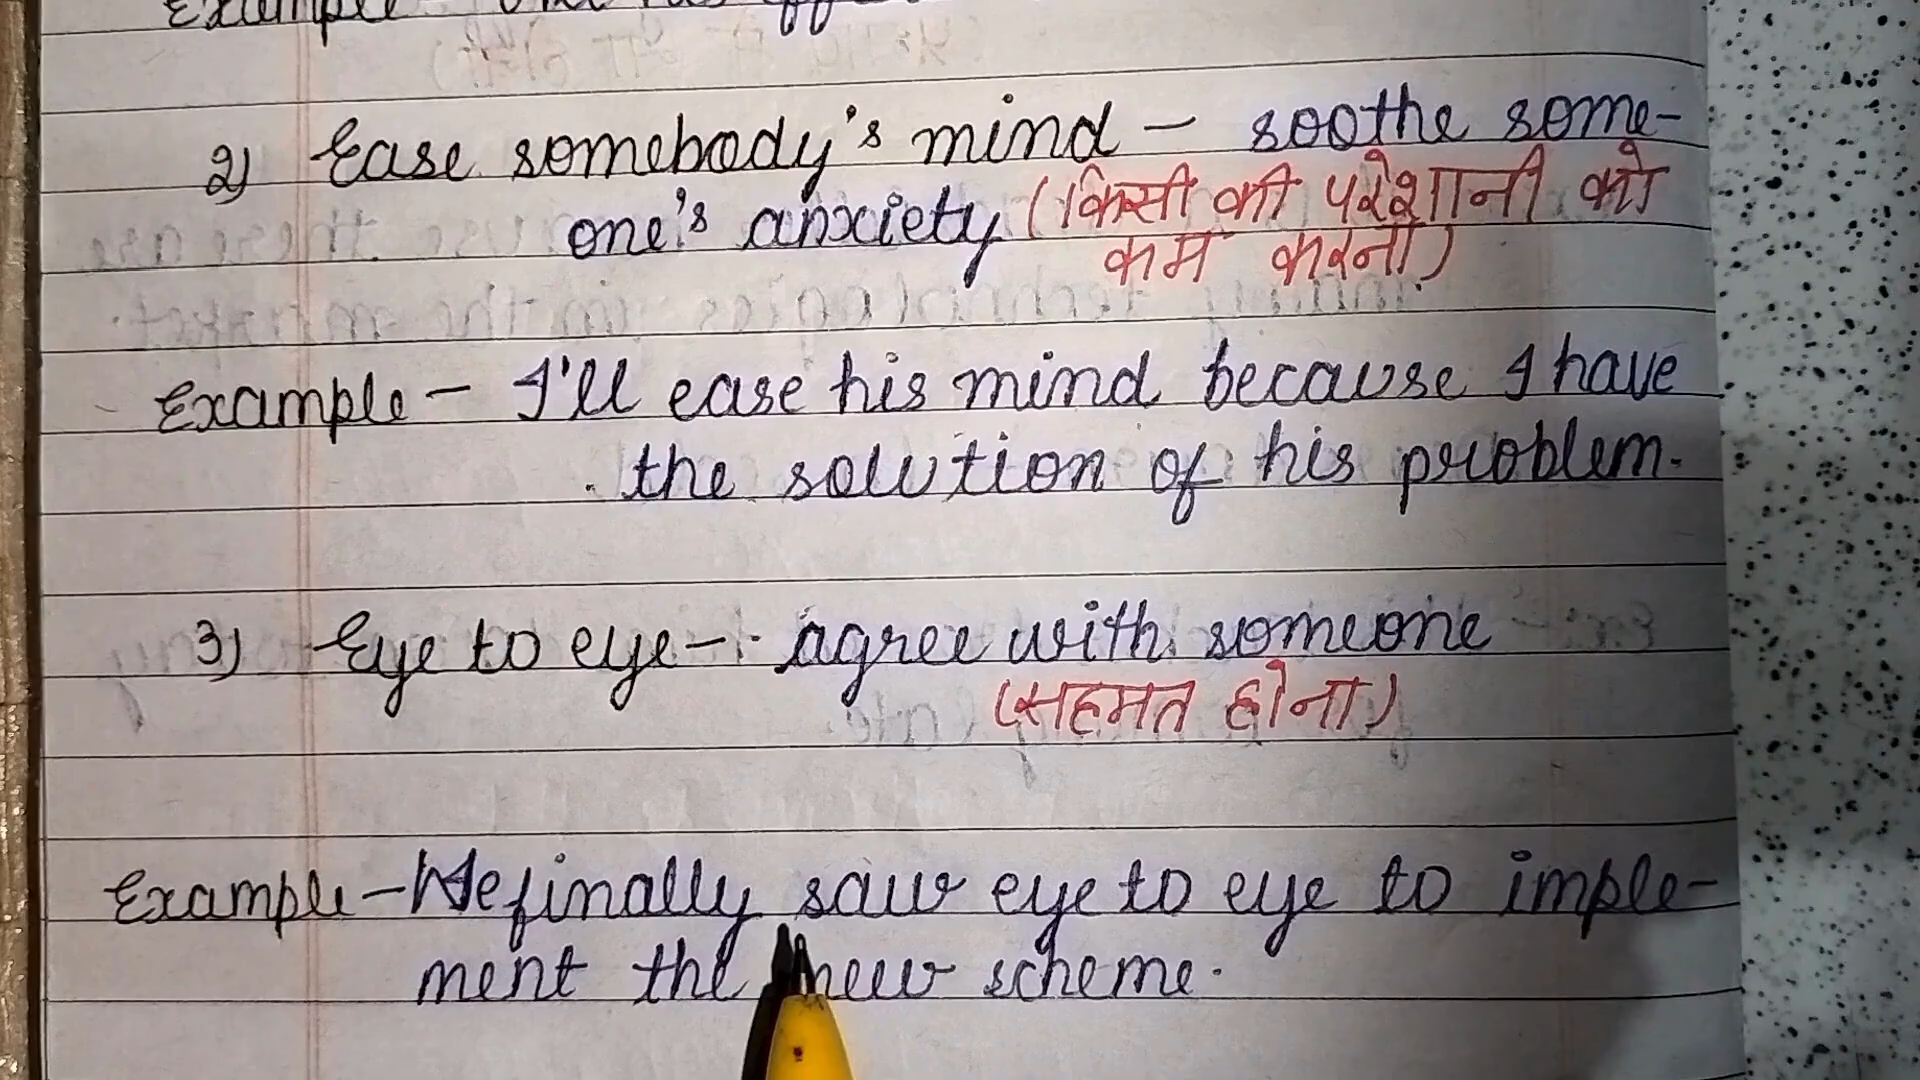 Example -
2) Ease somebody's mind - soothe some-
one's anxiety (किसी की परेशानी को
कम करना)
Example - I'll ease his mind because I have
the solution of his problem.
3) Eye to eye - agree with someone
(सहमत होना)
Example - We finally saw eye to eye to imple-
ment the new scheme.